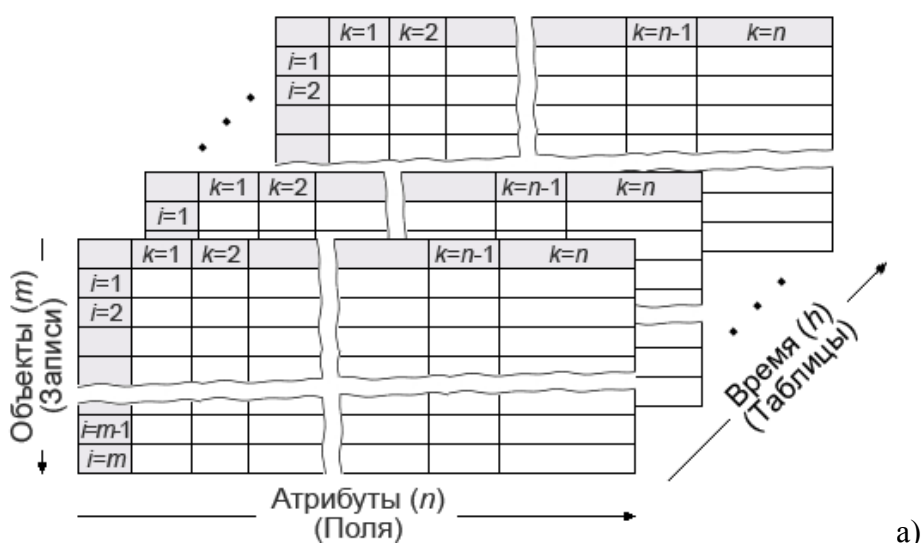 k=1 k=2 k=n-1 k=n
i=1
i=2
k=1 k=2 k=n-1 k=n
i=1
k=1 k=2 k=n-1 k=n
i=1
i=2
i=m-1
i=m
Объекты (m)
(Записи)
Атрибуты (n)
(Поля)
Время (h)
(Таблицы)
а)